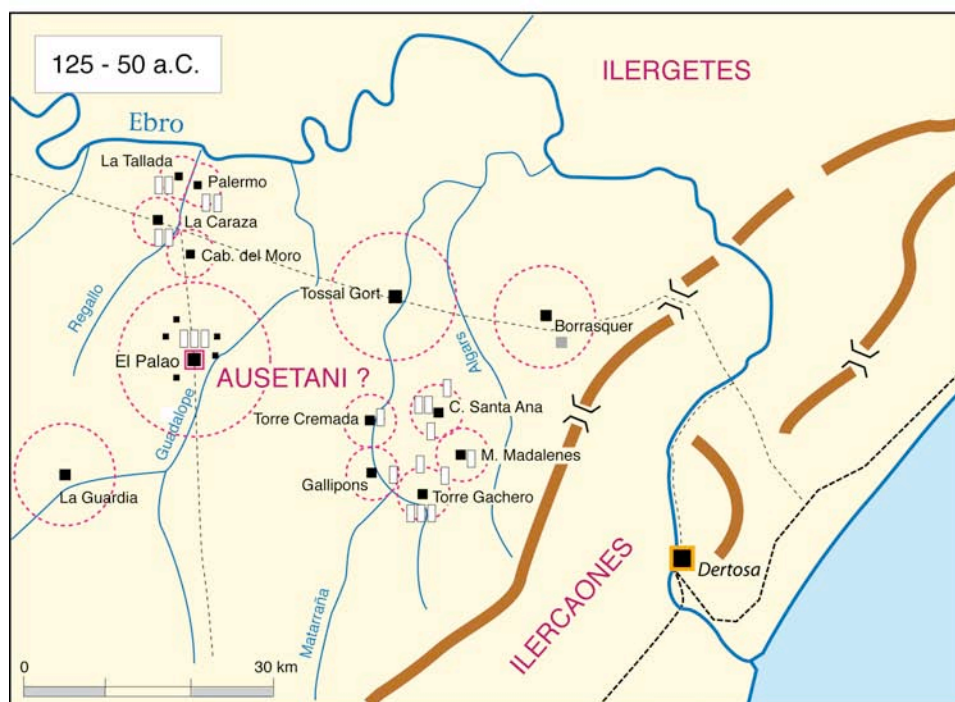 125 - 50 a.C.
ILERGETES
Ebro
La Tallada
Palermo
La Caraza
Cab. del Moro
Regallo
Tossal Gort
Algars
Borrasquer
El Palao
AUSETANI ?
Guadalope
Torre Cremada
C. Santa Ana
M. Madalenes
Gallipons
Torre Gachero
La Guardia
Matarraña
ILERCAONES
Dertosa
0 30 km